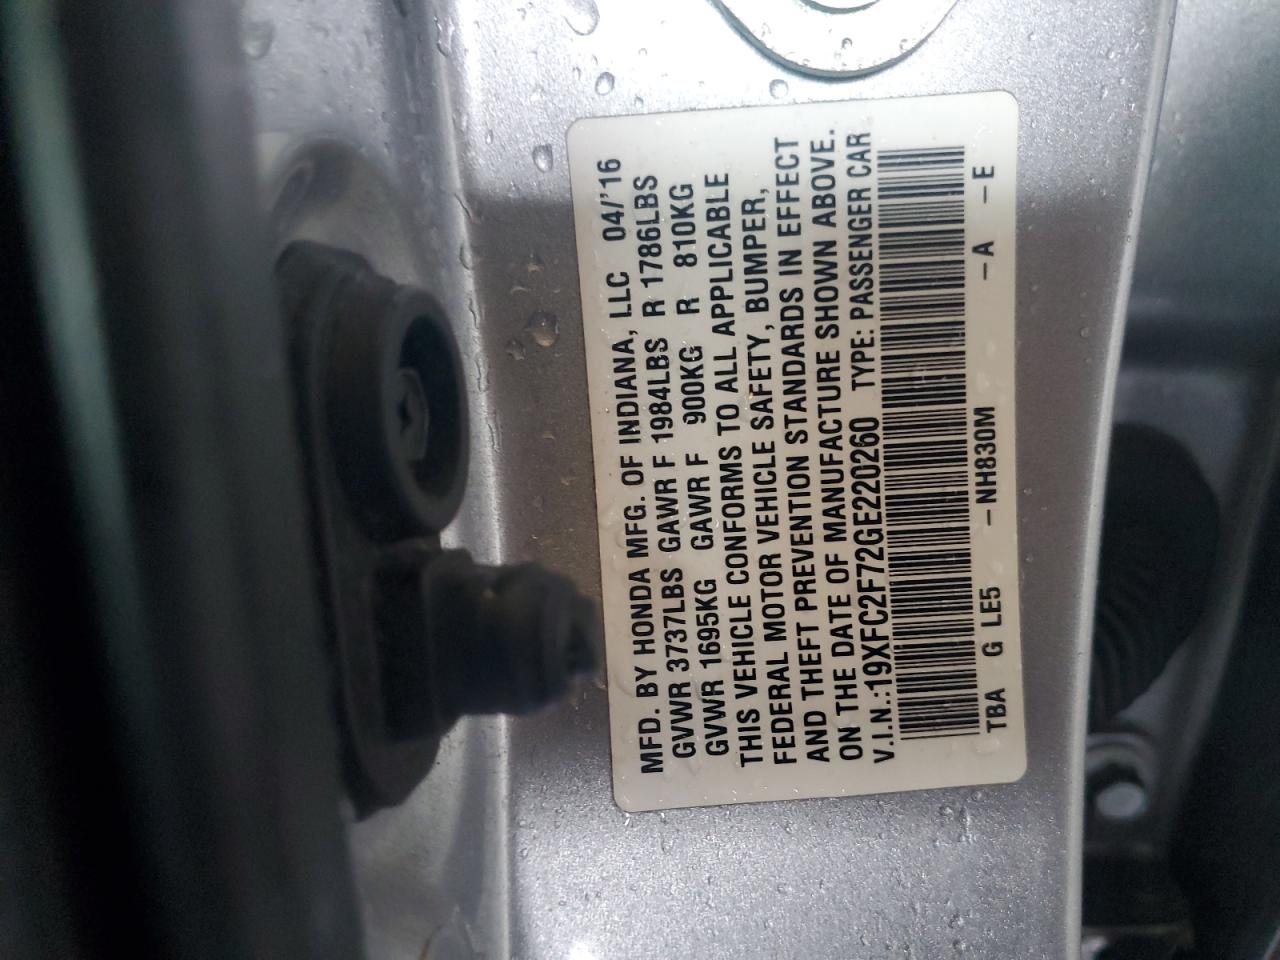 MFD. BY HONDA MFG. OF INDIANA, LLC 04/'16
GVWR 3737LBS GAWR F 1984LBS R 1786LBS
GVWR 1695KG GAWR F 900KG R 810KG
THIS VEHICLE CONFORMS TO ALL APPLICABLE
FEDERAL MOTOR VEHICLE SAFETY, BUMPER,
AND THEFT PREVENTION STANDARDS IN EFFECT
ON THE DATE OF MANUFACTURE SHOWN ABOVE.
V.I.N.:19XFC2F72GE220260 TYPE: PASSENGER CAR
TBA G LE5 –NH830M –A –E